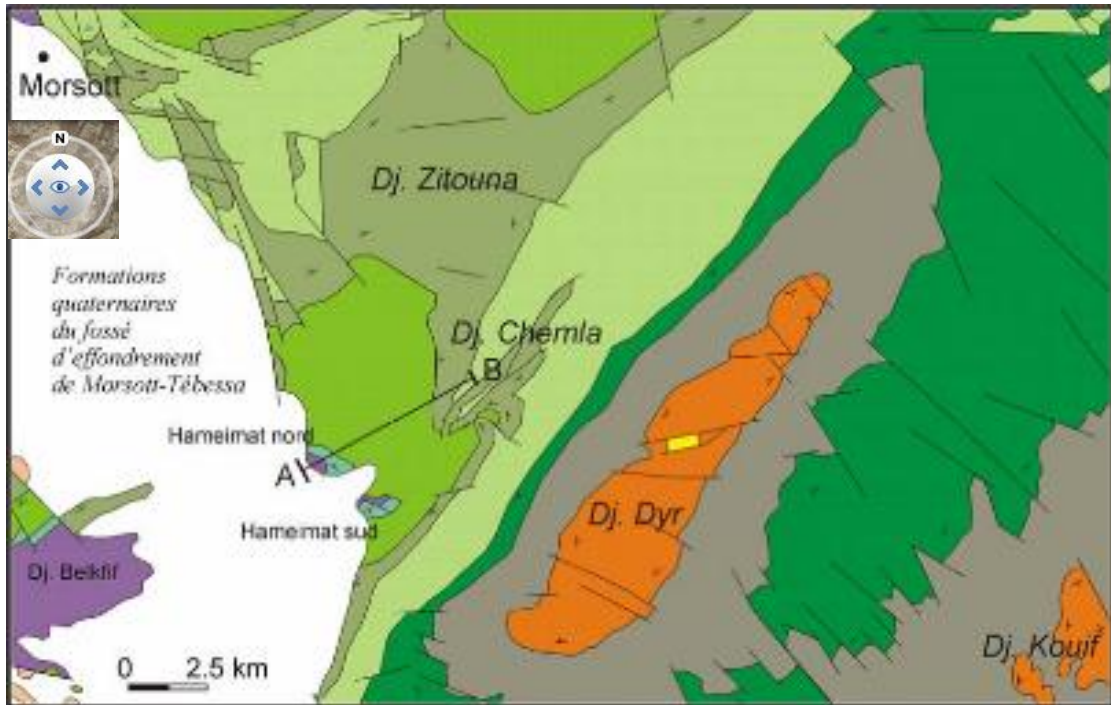 Morsott
N
Dj. Zitouna
Formations
quaternaires
du fossé
d'effondrement
de Morsott-Tébessa
Dj. Chemla
B
Hameimat nord
A
Hameimat sud
Dj. Dyr
Dj. Belkfif
Dj. Kouif
0 2.5 km